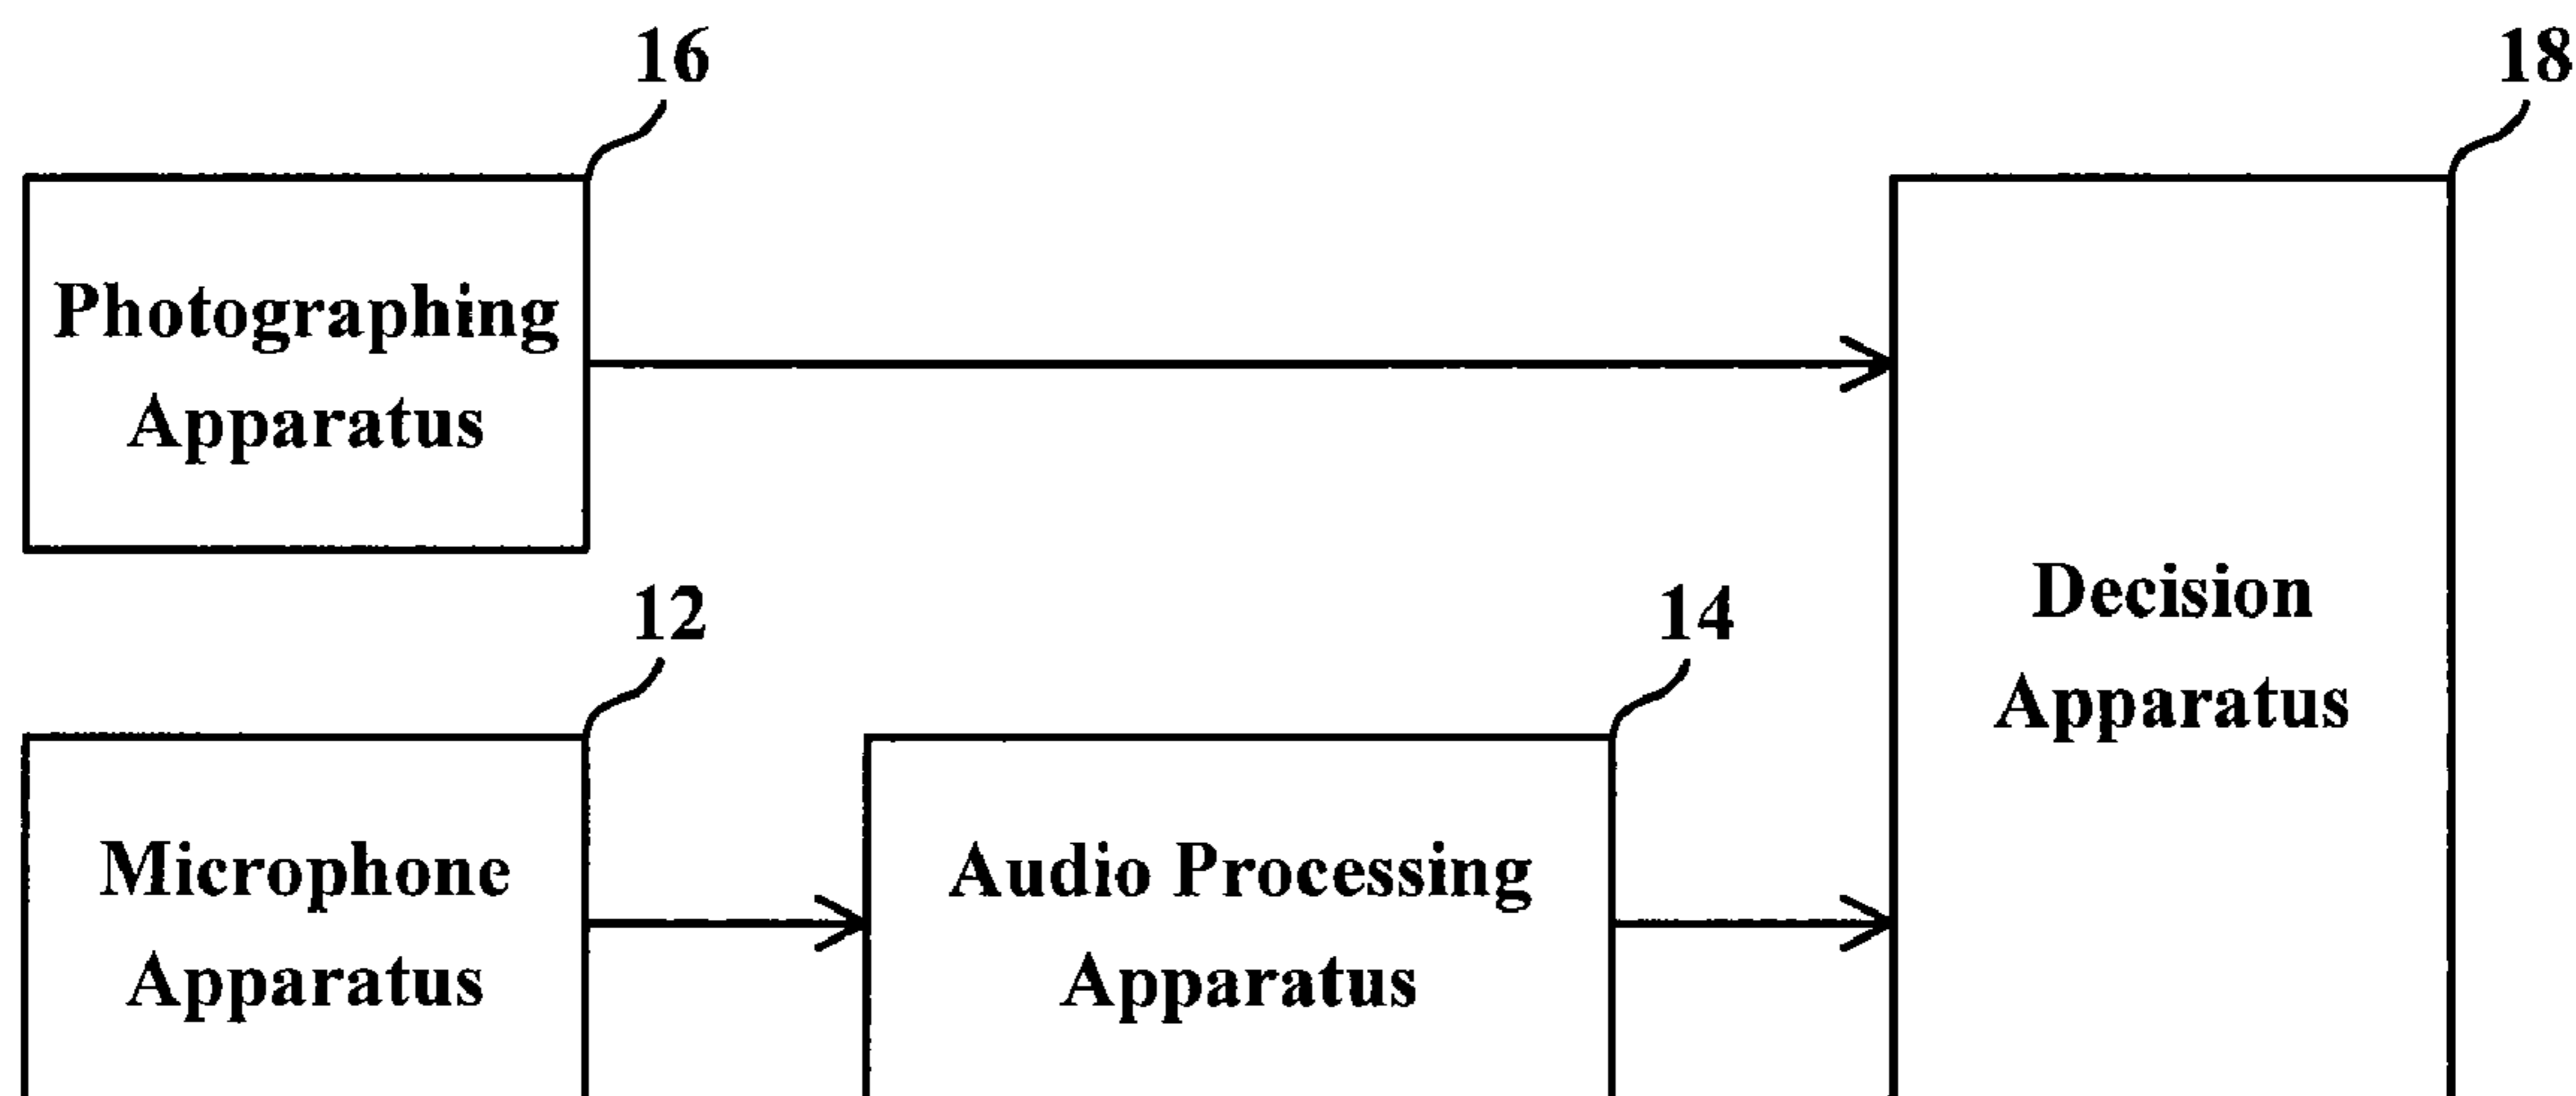 16
18
Photographing
Apparatus
Decision
Apparatus
12
14
Microphone
Apparatus
Audio Processing
Apparatus